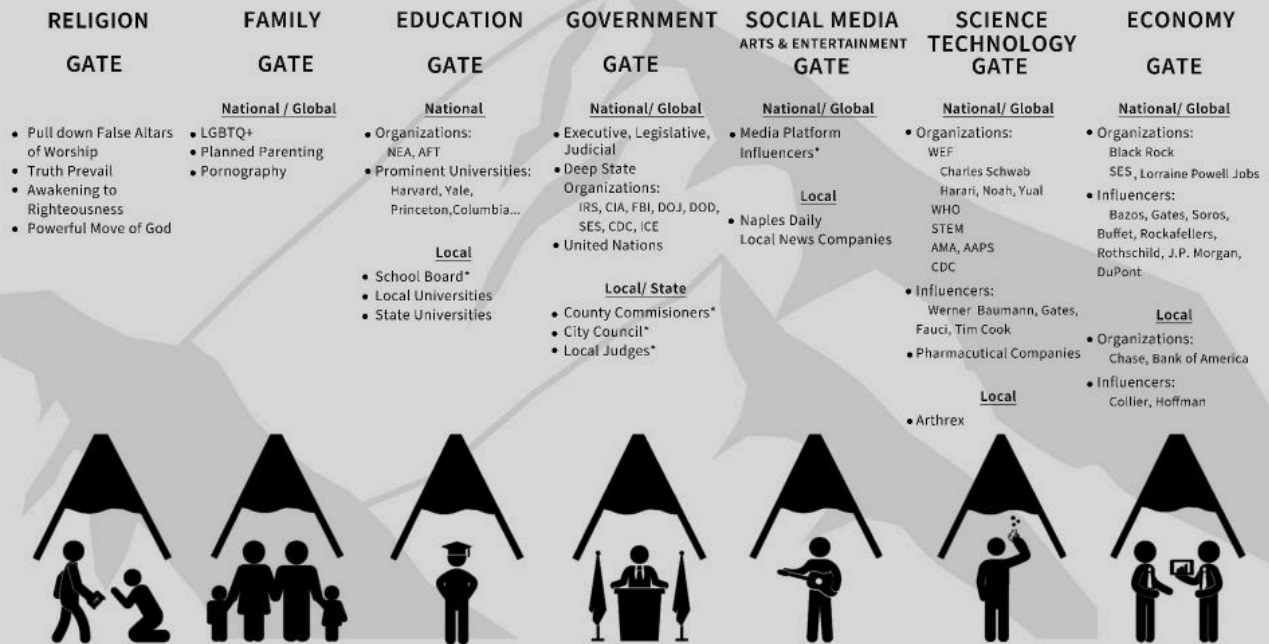 RELIGION
GATE
• Pull down False Altars
of Worship
• Truth Prevail
• Awakening to
Righteousness
• Powerful Move of God
FAMILY
GATE
National / Global
• LGBTQ+
• Planned Parenting
• Pornography
EDUCATION
GATE
National
• Organizations:
NEA, AFT
• Prominent Universities:
Harvard, Yale,
Princeton,Columbia...
Local
• School Board*
• Local Universities
• State Universities
GOVERNMENT
GATE
National/ Global
• Executive, Legislative,
Judicial
• Deep State
Organizations:
IRS, CIA, FBI, DOJ, DOD,
SES, CDC, ICE
• United Nations
Local/ State
• County Commisioners*
• City Council*
• Local Judges*
SOCIAL MEDIA
ARTS & ENTERTAINMENT
GATE
National/ Global
• Media Platform
Influencers*
Local
• Naples Daily
Local News Companies
SCIENCE
TECHNOLOGY
GATE
National/ Global
• Organizations:
WEF
Charles Schwab
Harari, Noah, Yual
WHO
STEM
AMA, AAPS
CDC
• Influencers:
Werner Baumann, Gates,
Fauci, Tim Cook
• Pharmacutical Companies
Local
• Arthrex
ECONOMY
GATE
National/ Global
• Organizations:
Black Rock
SES, Lorraine Powell Jobs
• Influencers:
Bazos, Gates, Soros,
Buffet, Rockafellers,
Rothschild, J.P. Morgan,
DuPont
Local
• Organizations:
Chase, Bank of America
• Influencers:
Collier, Hoffman